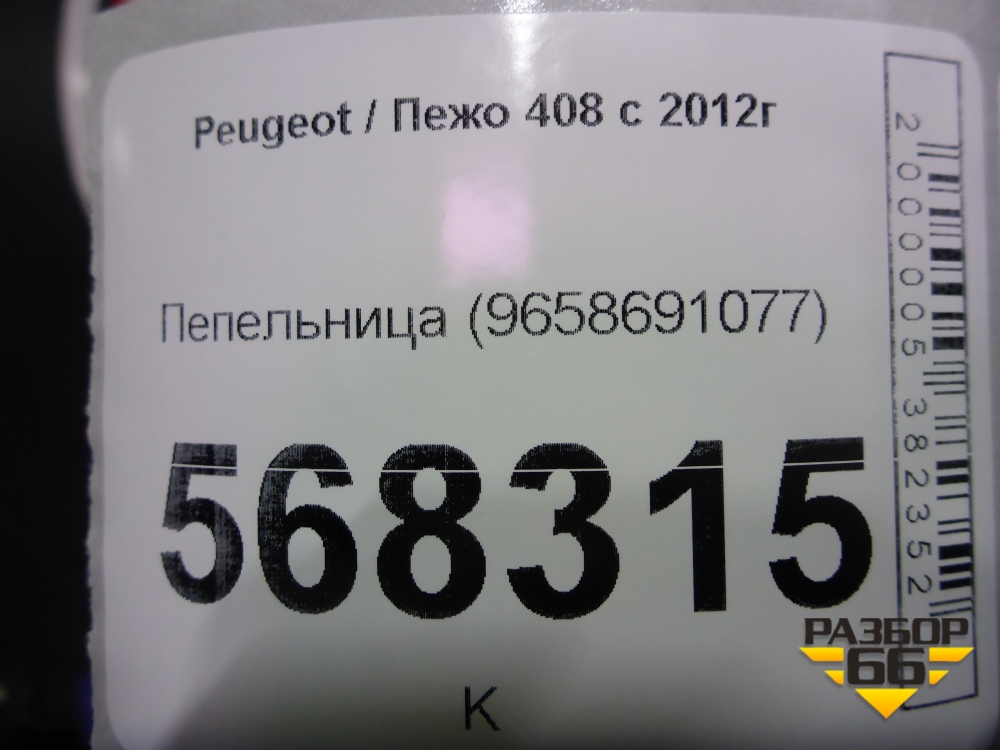 Peugeot / Пежо 408 с 2012г
Пепельница (9658691077)
568315
К
2000005382352
РАЗБОР
66